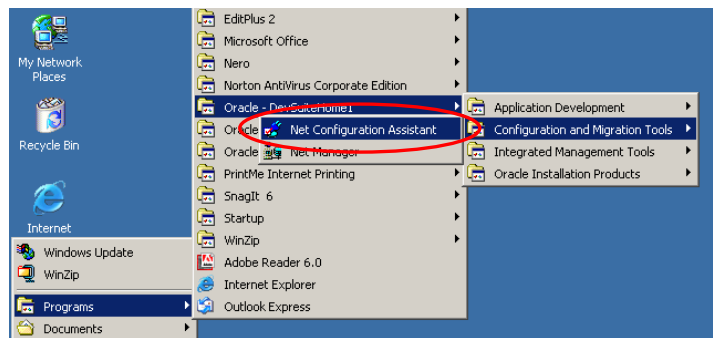 My Network
Places
Recycle Bin
Internet
Windows Update
WinZip
Programs
Documents
EditPlus 2
Microsoft Office
Nero
Norton AntiVirus Corporate Edition
Oracle - DevSuiteHome1
Oracle
Oracle
PrintMe Internet Printing
SnagIt 6
Startup
WinZip
Adobe Reader 6.0
Internet Explorer
Outlook Express
Net Configuration Assistant
Net Manager
Application Development
Configuration and Migration Tools
Integrated Management Tools
Oracle Installation Products